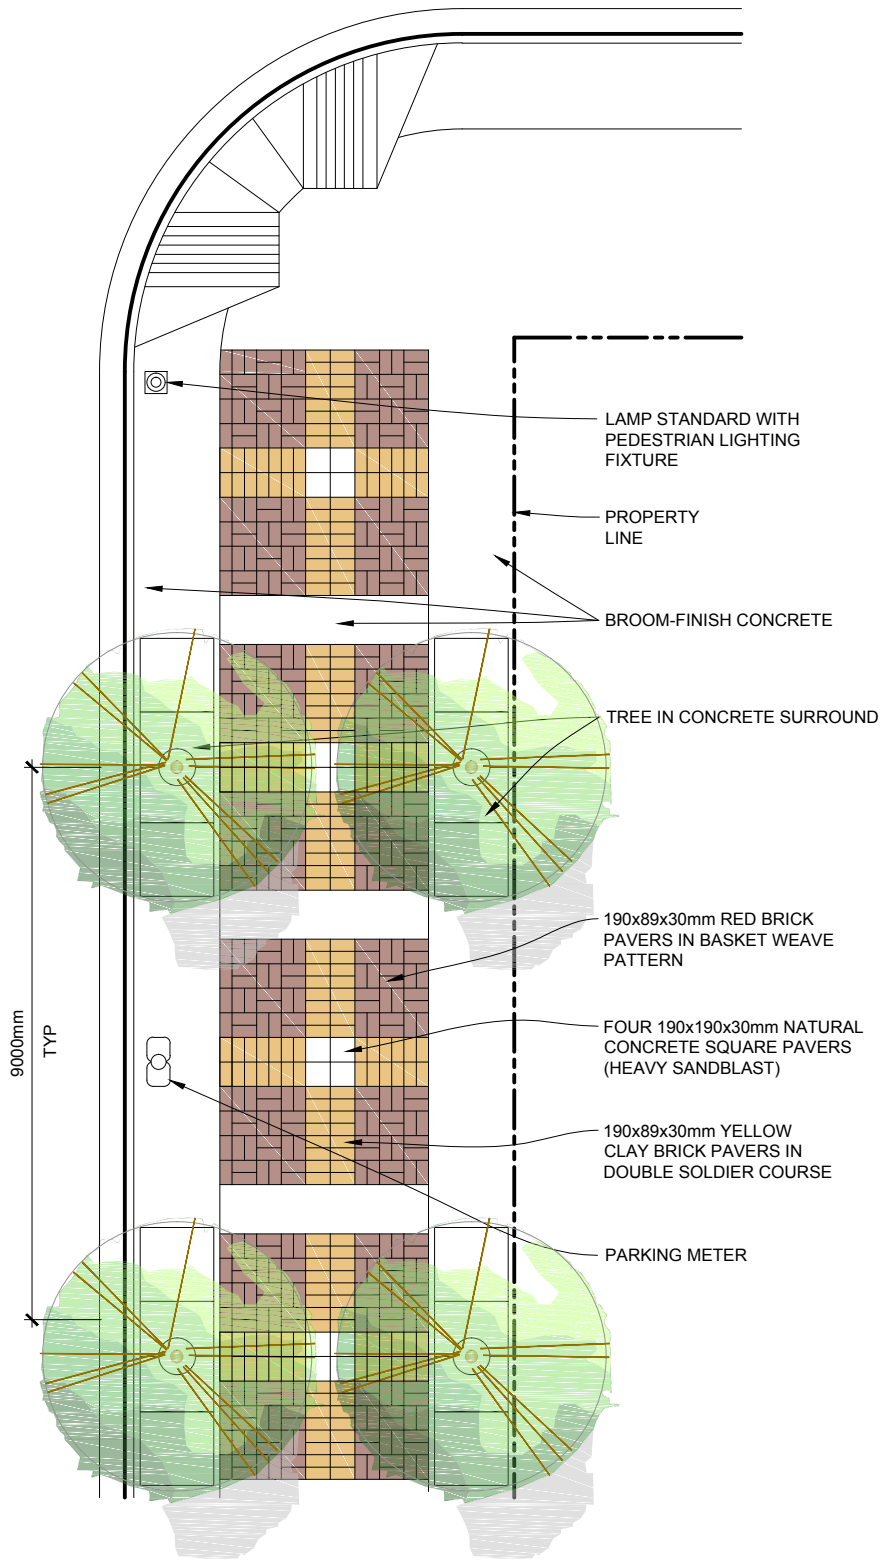 LAMP STANDARD WITH
PEDESTRIAN LIGHTING
FIXTURE
PROPERTY
LINE
BROOM-FINISH CONCRETE
TREE IN CONCRETE SURROUND
190x89x30mm RED BRICK
PAVERS IN BASKET WEAVE
PATTERN
FOUR 190x190x30mm NATURAL
CONCRETE SQUARE PAVERS
(HEAVY SANDBLAST)
9000mm
TYP
190x89x30mm YELLOW
CLAY BRICK PAVERS IN
DOUBLE SOLDIER COURSE
PARKING METER